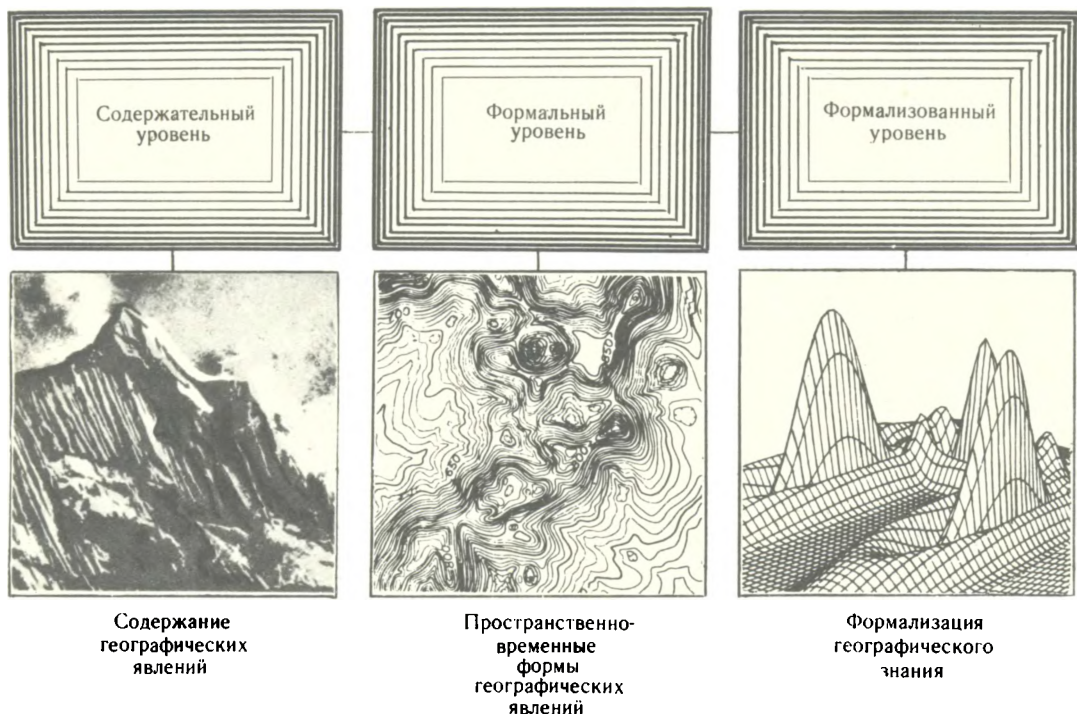 Содержательный
уровень
Формальный
уровень
Формализованный
уровень
Содержание
географических
явлений
Пространственно-
временные
формы
географических
явлений
Формализация
географического
знания